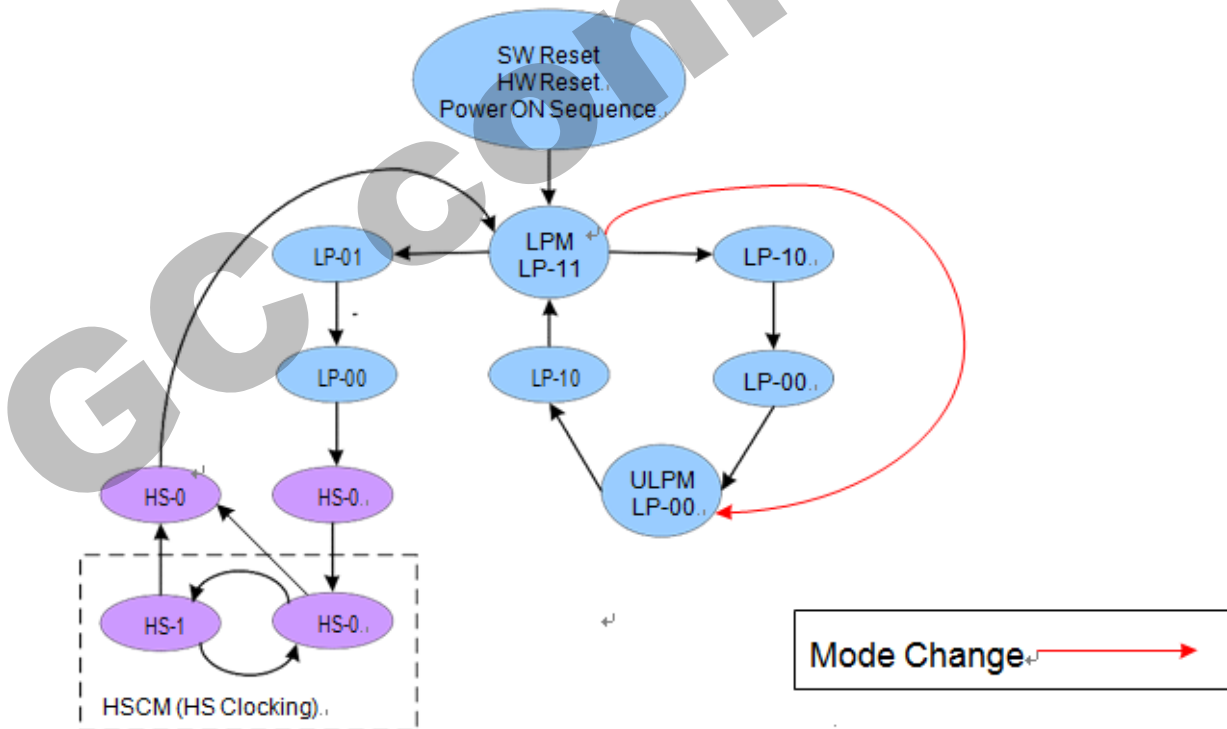 GC com
SW Reset
HW Reset
Power ON Sequence
LPM
LP-11
LP-01
LP-10
LP-00
LP-10
LP-00
ULPM
LP-00
HS-0
HS-0
HS-1
HS-0
HSCM (HS Clocking)
Mode Change